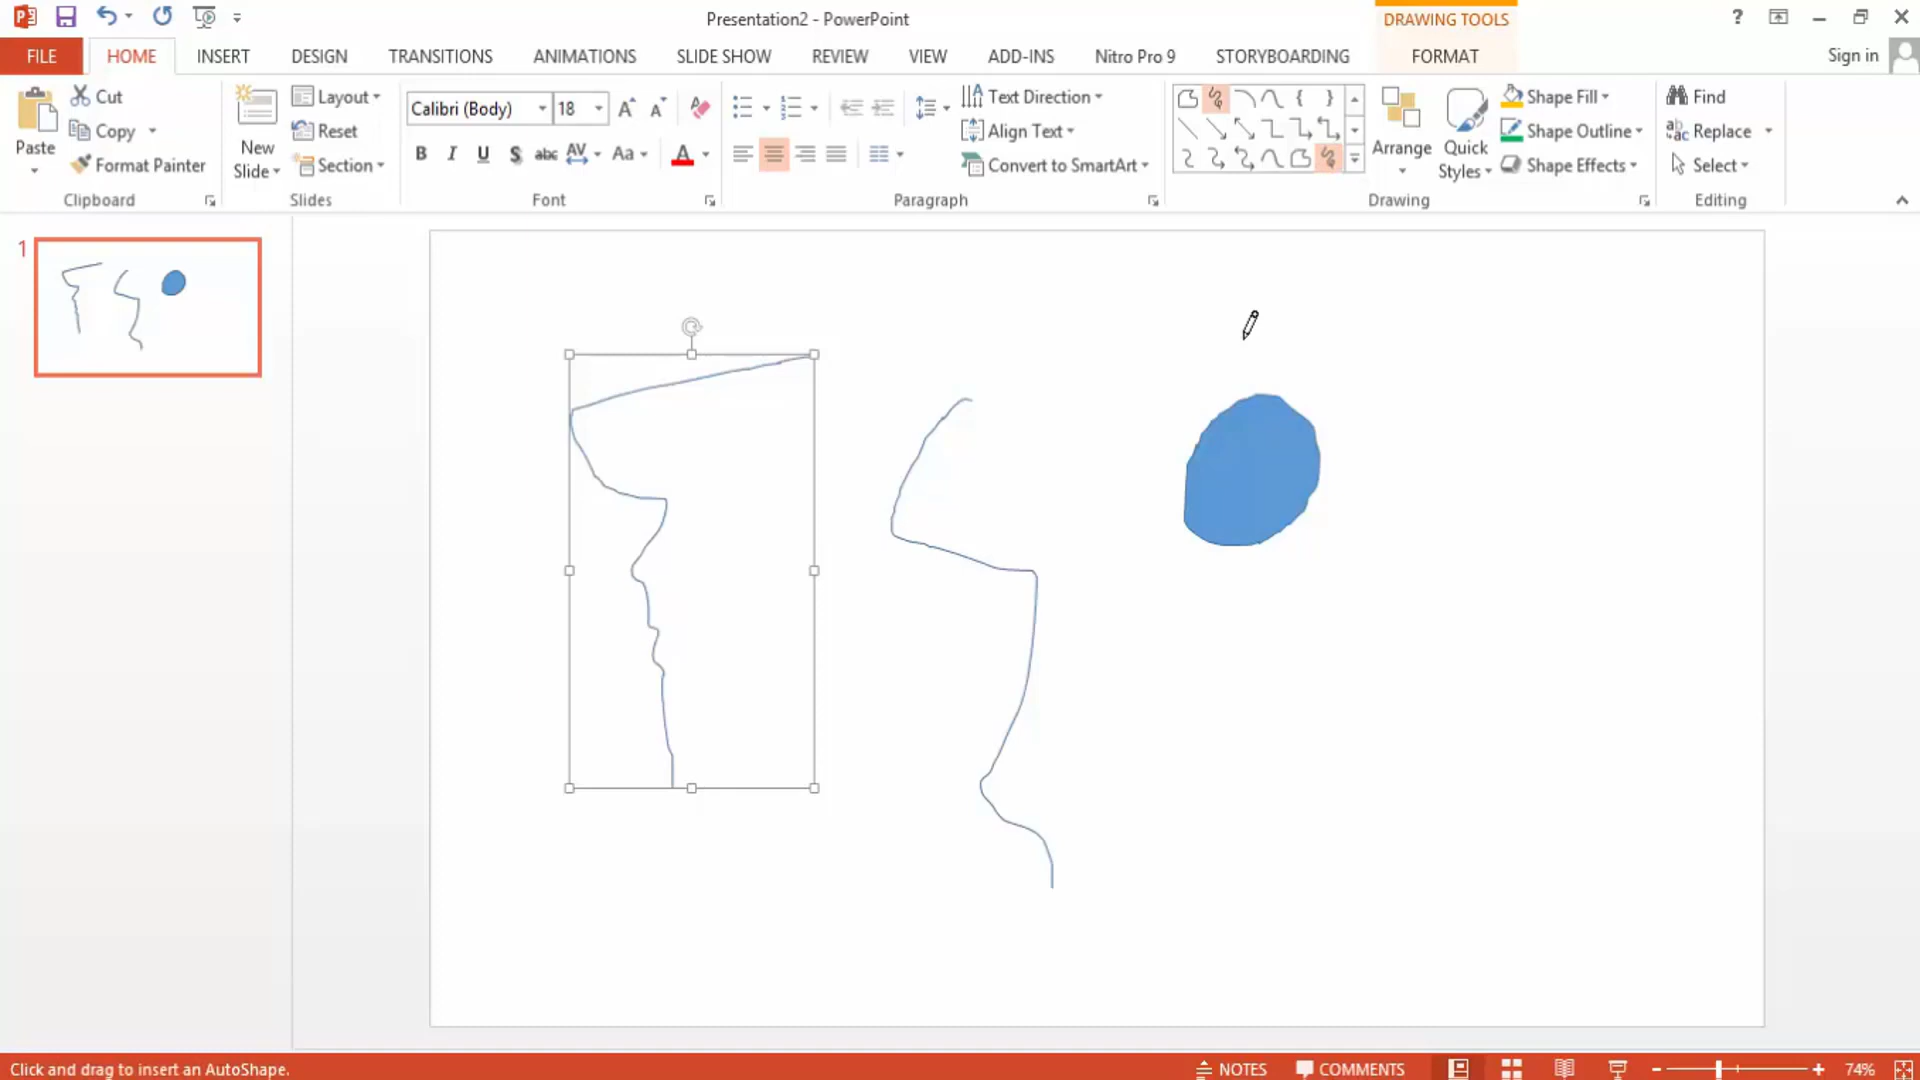 Presentation2 - PowerPoint
DRAWING TOOLS
?
FILE
HOME
INSERT
DESIGN
TRANSITIONS
ANIMATIONS
SLIDE SHOW
REVIEW
VIEW
ADD-INS
Nitro Pro 9
STORYBOARDING
FORMAT
Sign in
Paste
Cut
Copy
Format Painter
Clipboard
New
Slide
Layout
Reset
Section
Slides
Calibri (Body)
18
B I U S abc AV Aa A
Font
Text Direction
Align Text
Convert to SmartArt
Paragraph
Arrange
Quick
Styles
Shape Fill
Shape Outline
Shape Effects
Drawing
Find
Replace
Select
Editing
1
Click and drag to insert an AutoShape.
NOTES
COMMENTS
74%